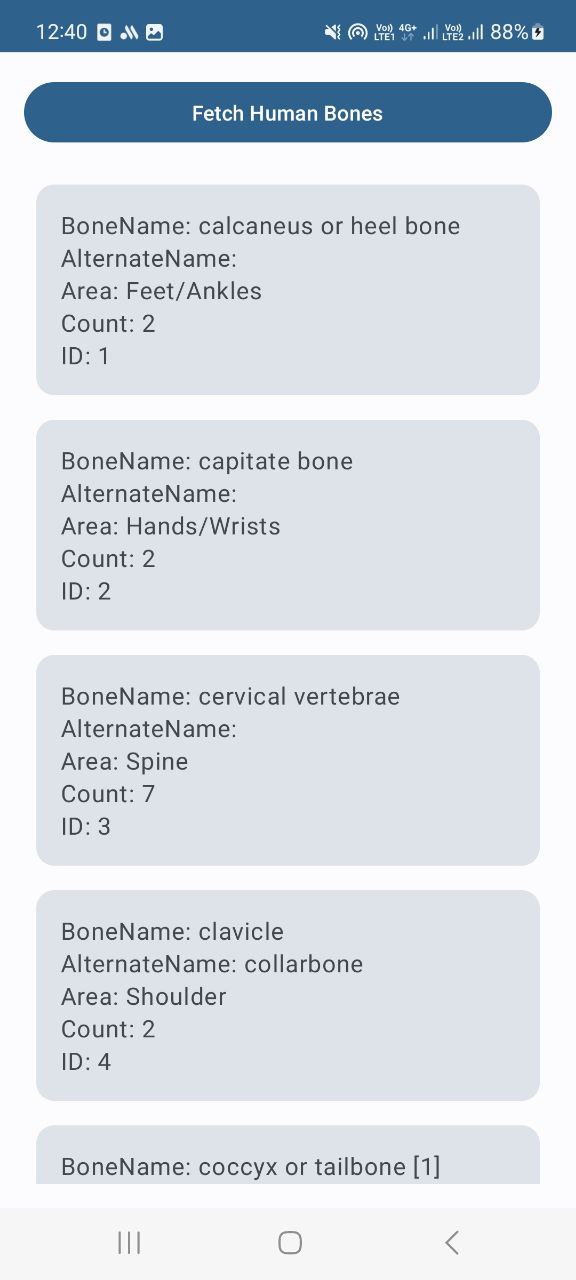 12:40
Vo)) LTE1 4G+ Vo)) LTE2 88%
Fetch Human Bones
BoneName: calcaneus or heel bone
AlternateName:
Area: Feet/Ankles
Count: 2
ID: 1
BoneName: capitate bone
AlternateName:
Area: Hands/Wrists
Count: 2
ID: 2
BoneName: cervical vertebrae
AlternateName:
Area: Spine
Count: 7
ID: 3
BoneName: clavicle
AlternateName: collarbone
Area: Shoulder
Count: 2
ID: 4
BoneName: coccyx or tailbone [1]